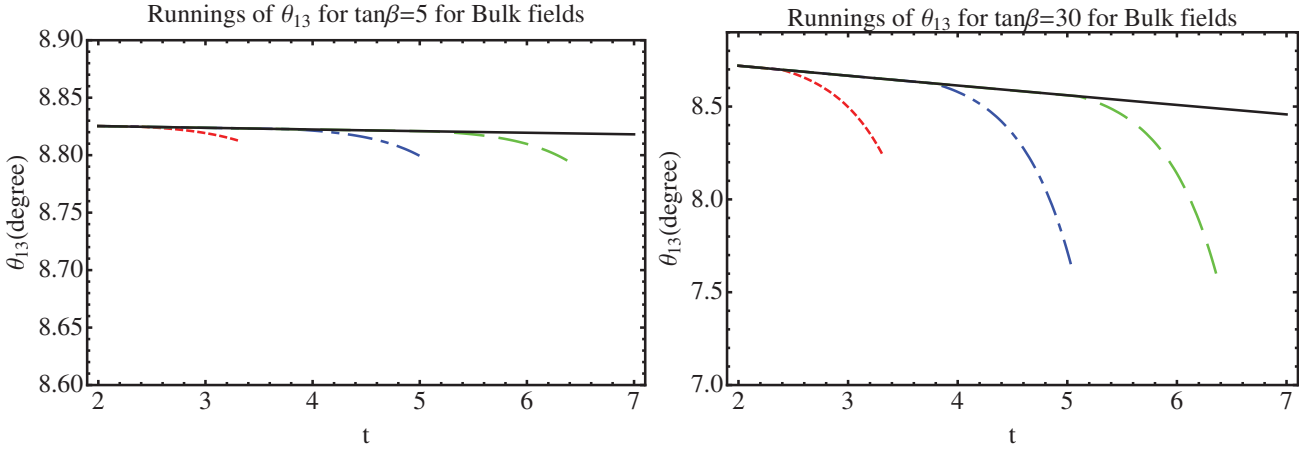 Runnings of θ13 for tanβ=5 for Bulk fields
8.90
8.85
8.80
8.75
8.70
8.65
8.60
θ13(degree)
2 3 4 5 6 7
t
Runnings of θ13 for tanβ=30 for Bulk fields
8.5
8.0
7.5
7.0
θ13(degree)
2 3 4 5 6 7
t